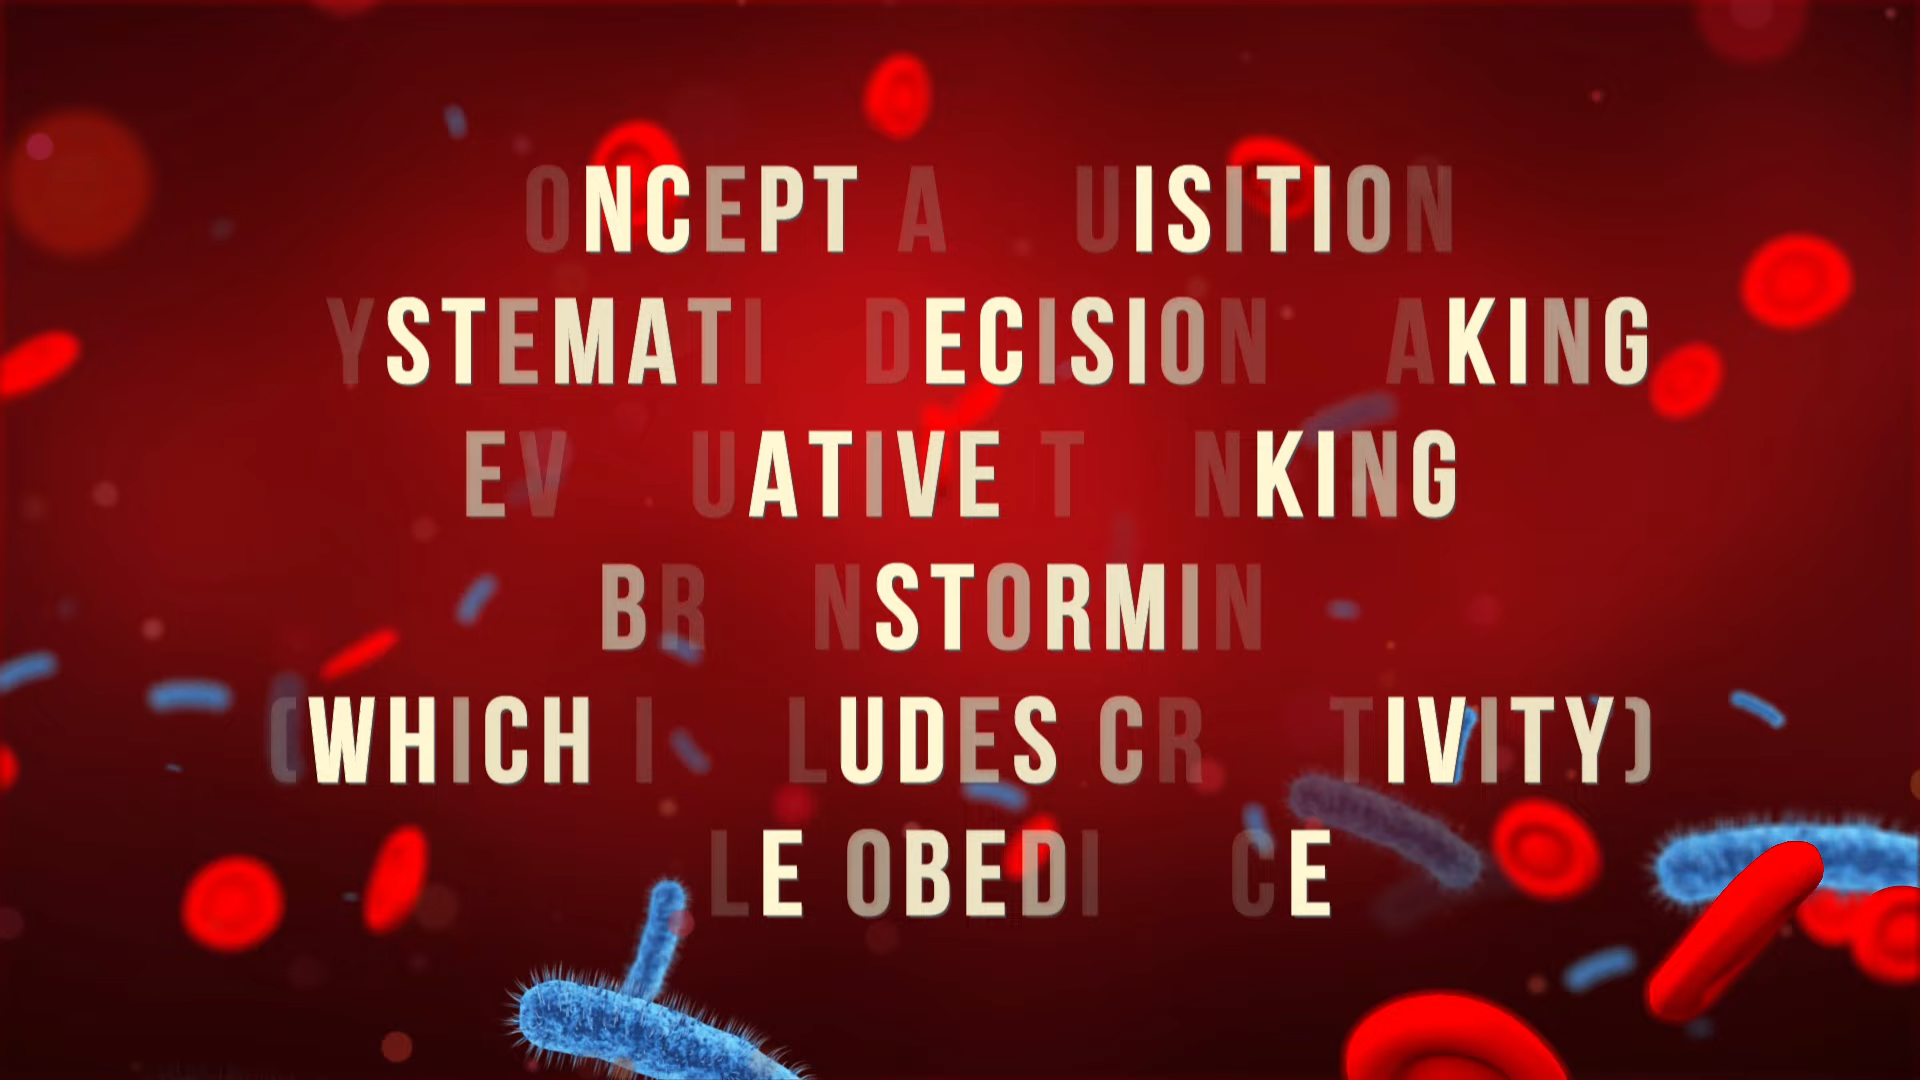 ONCEPT A UISITION
YSTEMATI DECISION AKING
EV UATIVE T NKING
BR NSTORMIN
(WHICH I LUDES CR TIVITY)
LE OBEDI CE